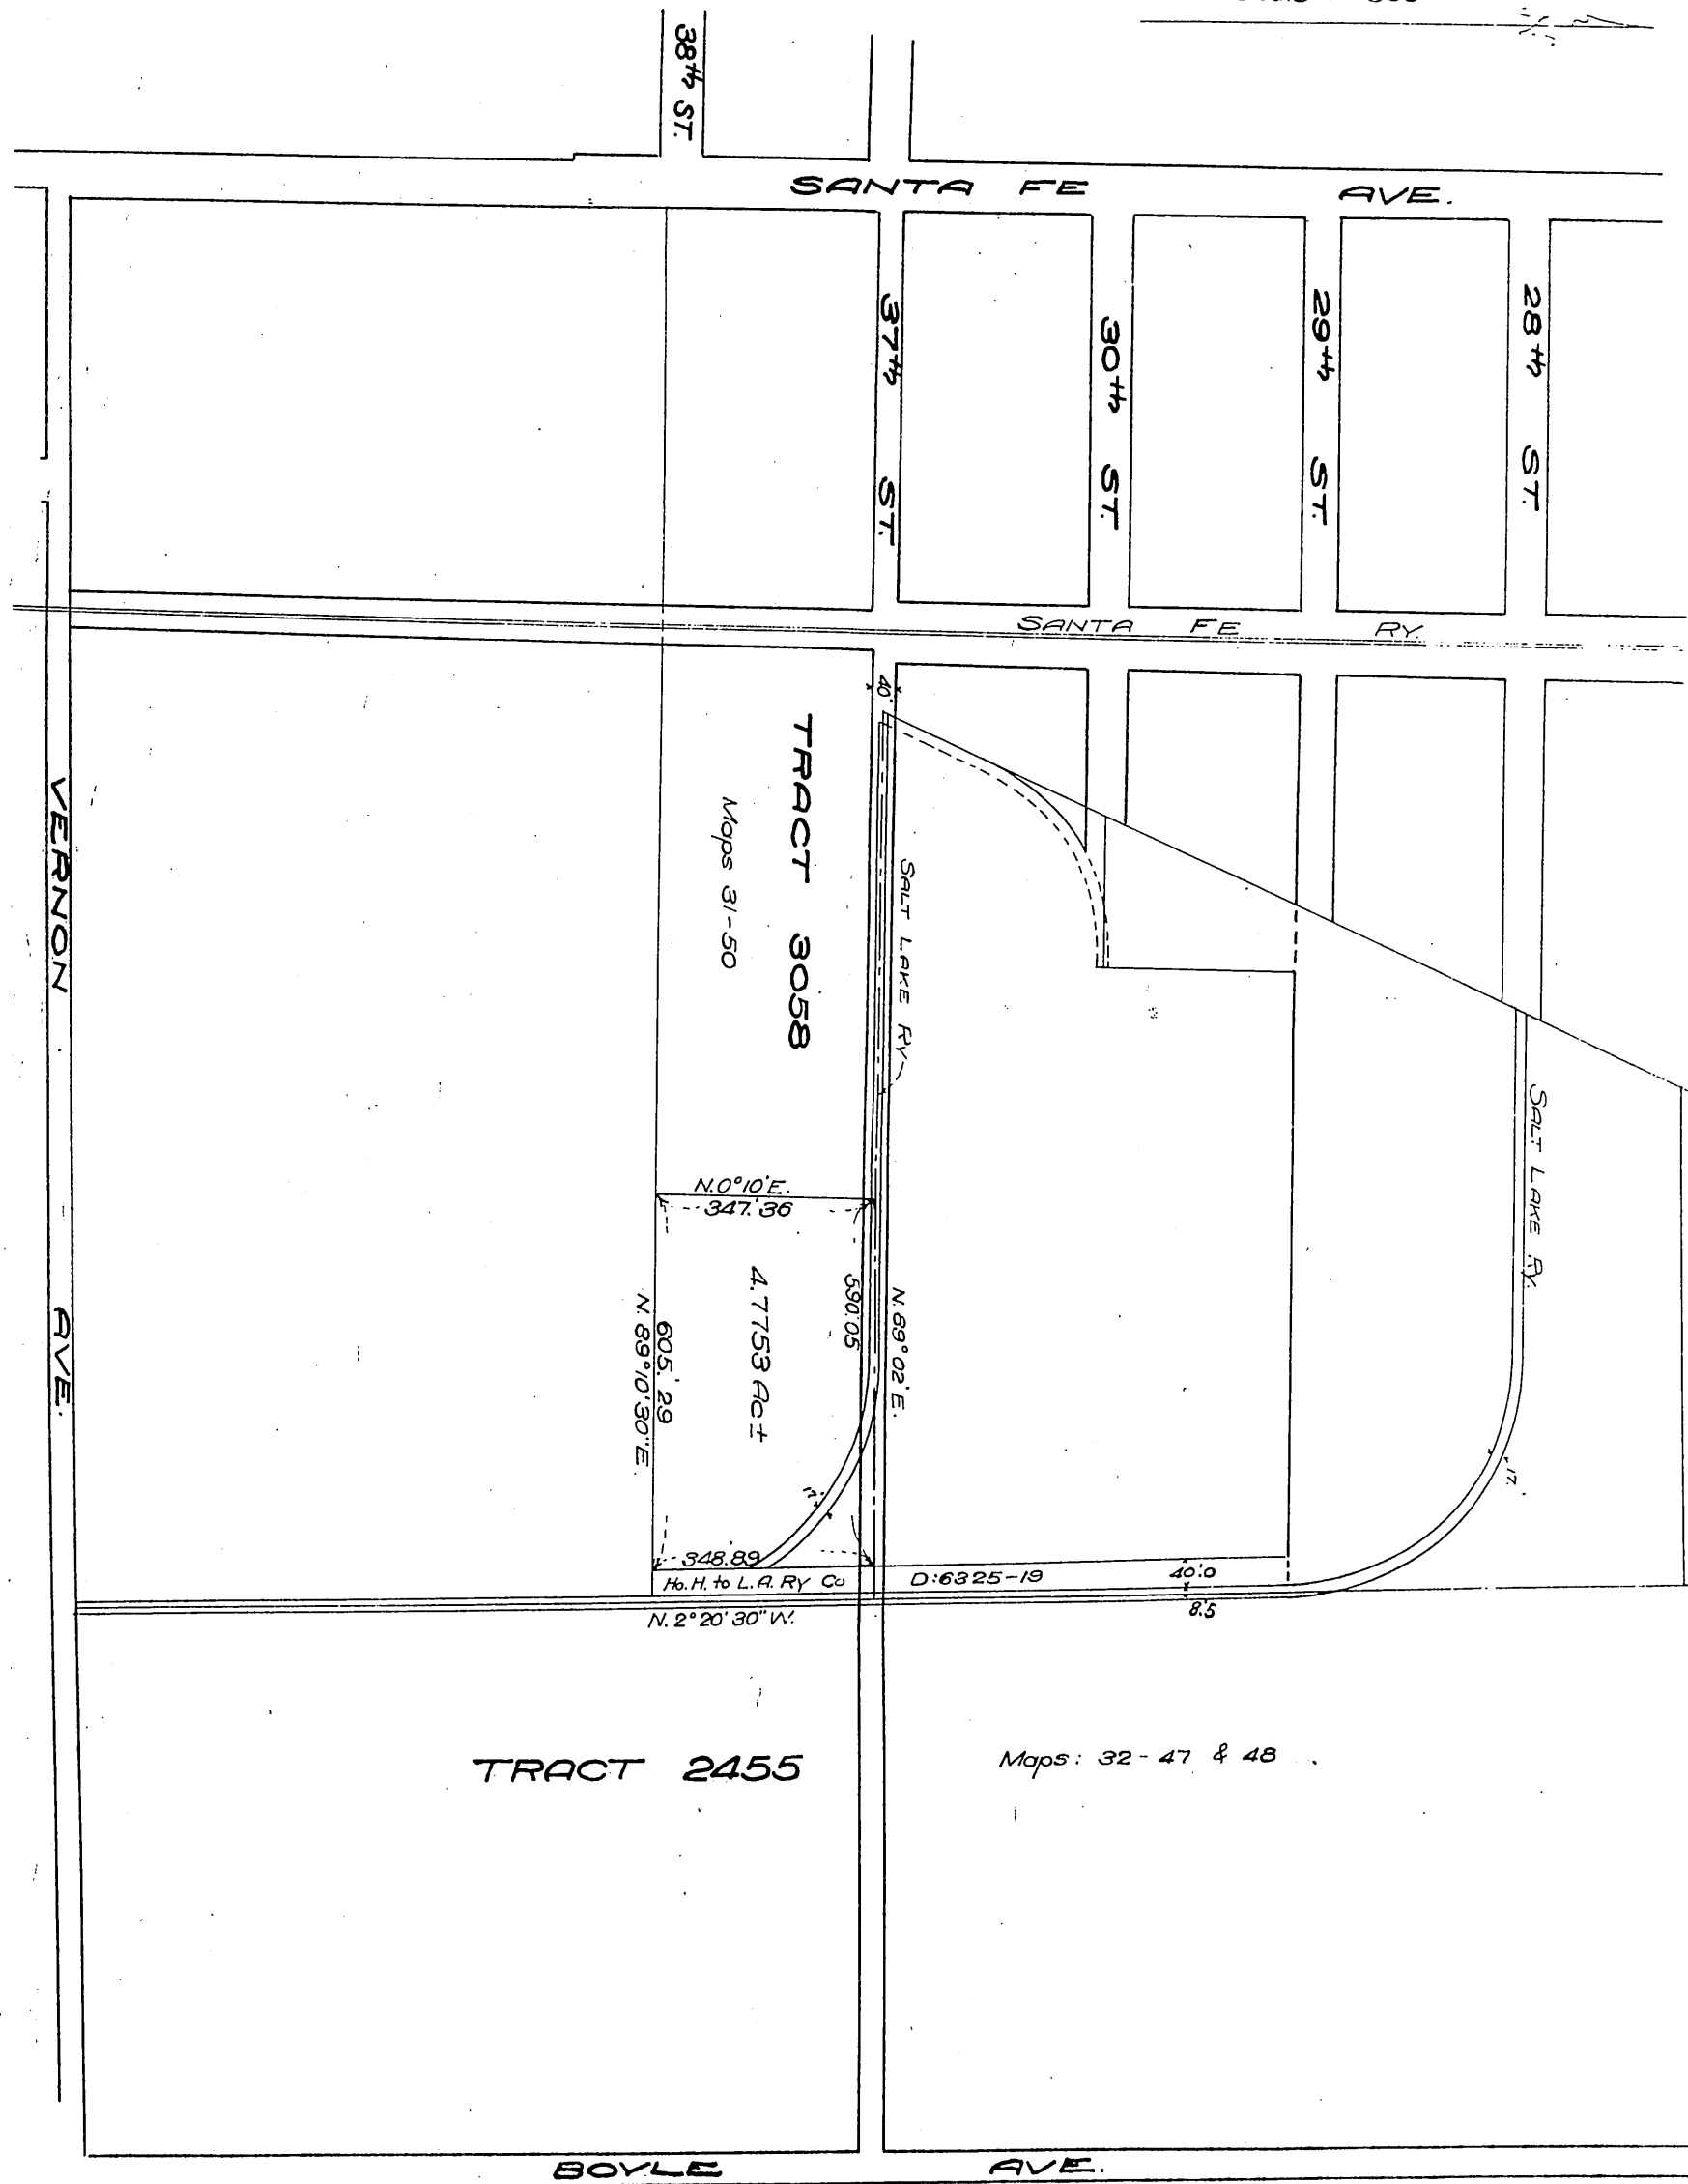 38th ST.
SANTA FE AVE.
37th ST.
30th ST.
29th ST.
28th ST.
SANTA FE RY.
40'
TRACT 3058
Maps 31-50
SALT LAKE RY
SALT LAKE RY.
VERNON AVE.
N.0°10'E.
347.'36
4.7753 Ac±
590.05
N.89°02'E.
605.'29
N.89°10'30"E.
17'
17.
348.89
Ho.H. to L.A. RY Co D:6325-19
40.'0
8.5
N.2°20'30"W.
TRACT 2455
Maps: 32-47 & 48
BOYLE AVE.